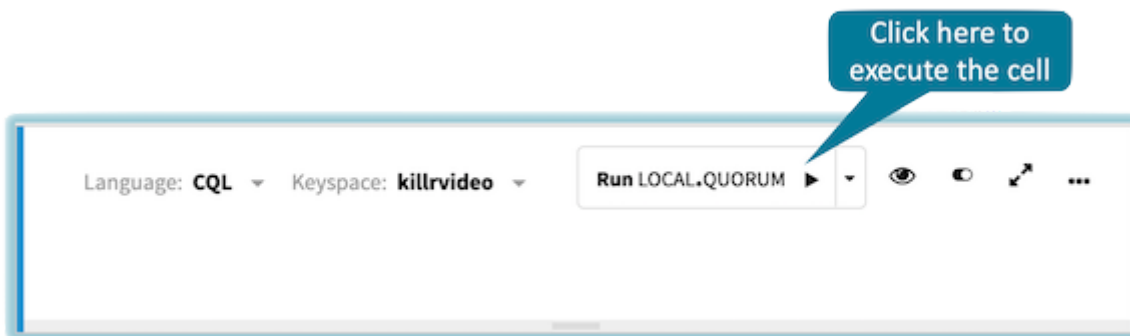 Click here to
execute the cell
Language: CQL Keyspace: killrvideo Run LOCAL.QUORUM